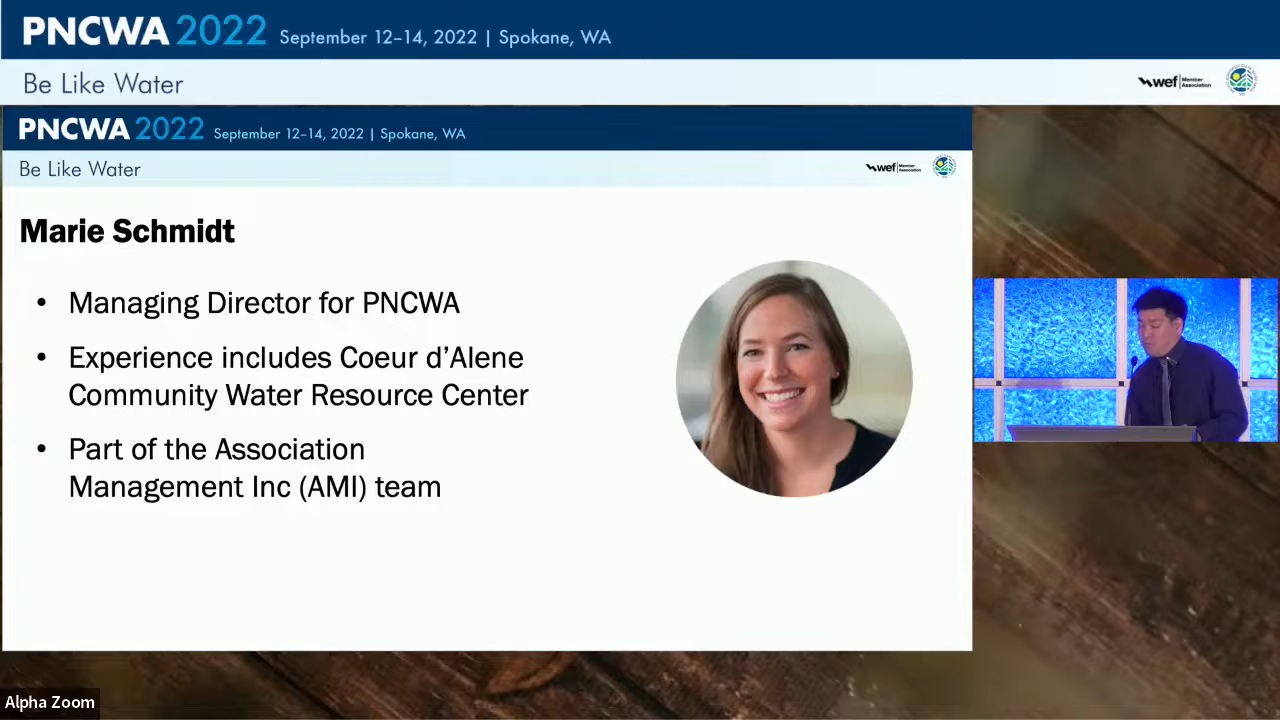 PNCWA 2022 September 12–14, 2022 | Spokane, WA
Be Like Water
wef Member Association
PNCWA 2022 September 12–14, 2022 | Spokane, WA
Be Like Water
wef Member Association
Marie Schmidt
• Managing Director for PNCWA
• Experience includes Coeur d’Alene
Community Water Resource Center
• Part of the Association
Management Inc (AMI) team
Alpha Zoom